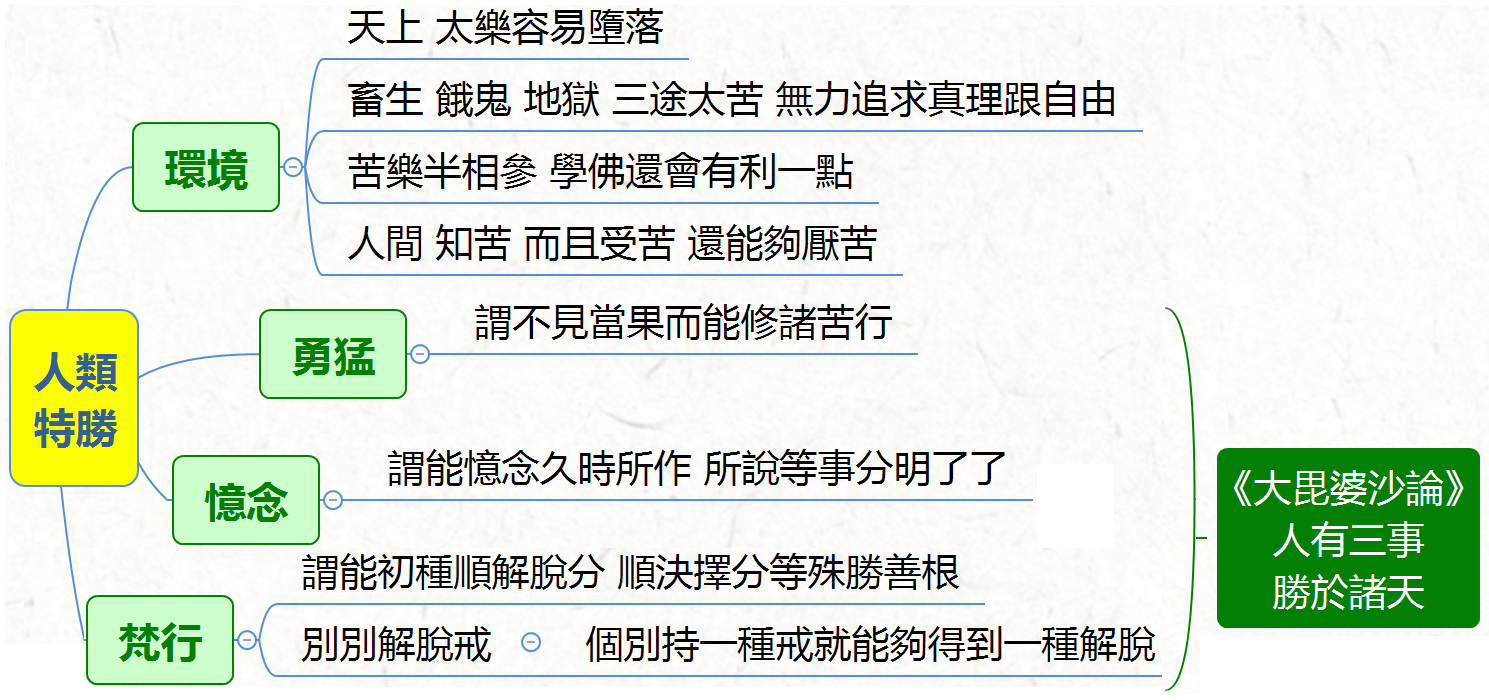 天上 太樂容易墮落
畜生 餓鬼 地獄 三途太苦 無力追求真理跟自由
環境
苦樂半相參 學佛還會有利一點
人間 知苦 而且受苦 還能夠厭苦
謂不見當果而能修諸苦行
勇猛
人類
特勝
謂能憶念久時所作 所說等事分明了了
憶念
《大毘婆沙論》
人有三事
勝於諸天
謂能初種順解脫分 順決擇分等殊勝善根
梵行
別別解脫戒
個別持一種戒就能夠得到一種解脫